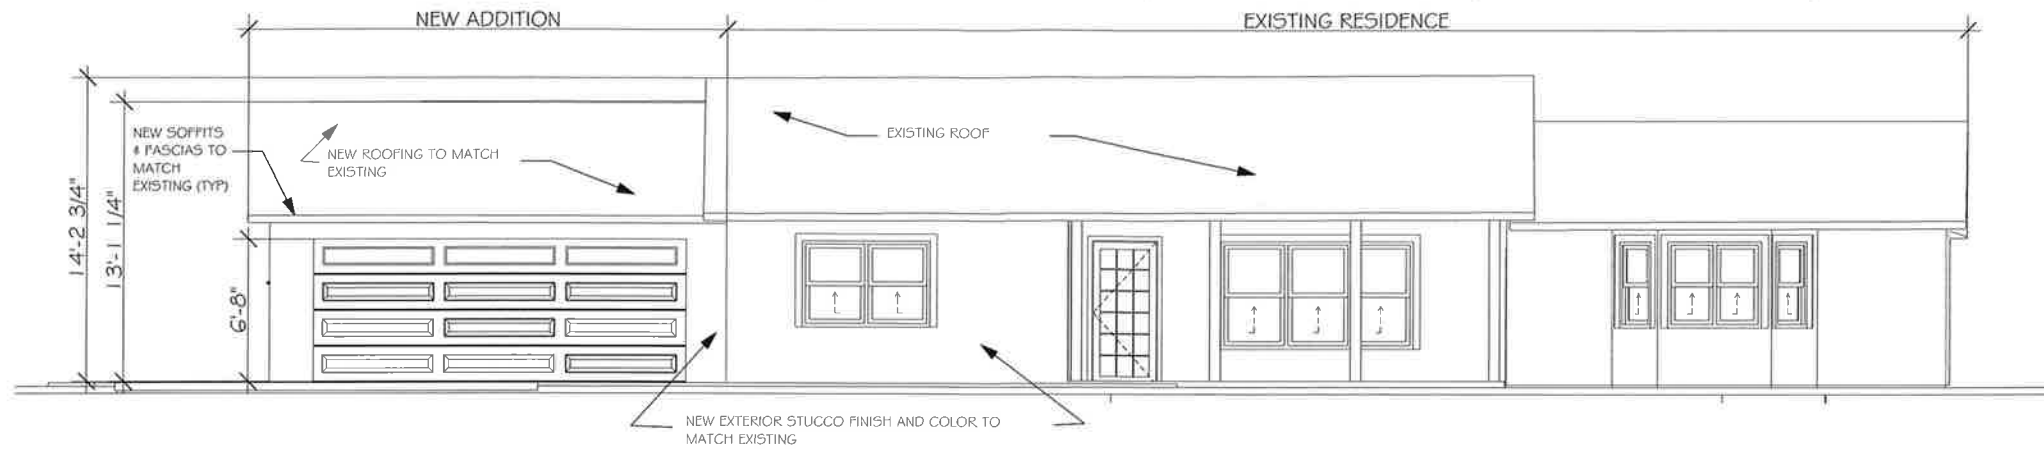 NEW ADDITION
EXISTING RESIDENCE
NEW SOFFITS
& FASCIAS TO
MATCH
EXISTING (TYP)
NEW ROOFING TO MATCH
EXISTING
EXISTING ROOF
14'-2 3/4"
13'-1 1/4"
6'-8"
NEW EXTERIOR STUCCO FINISH AND COLOR TO
MATCH EXISTING